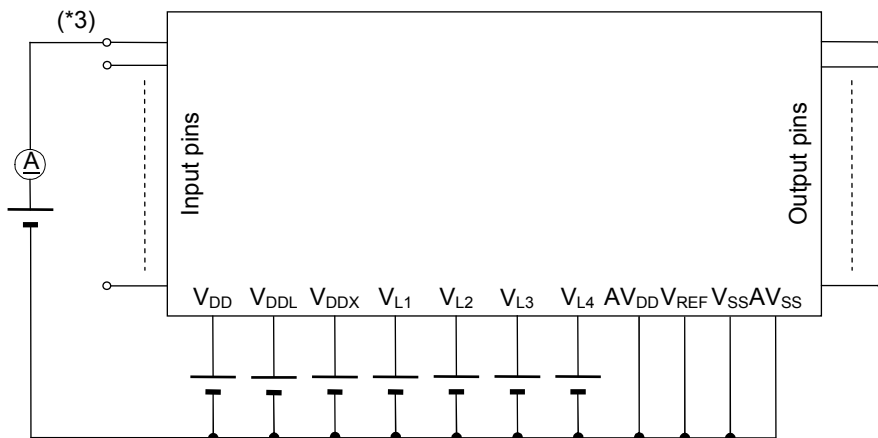 (*3)
A
Input pins
Output pins
VDD VDDL VDDX VL1 VL2 VL3 VL4 AVDD VREF VSS AVSS